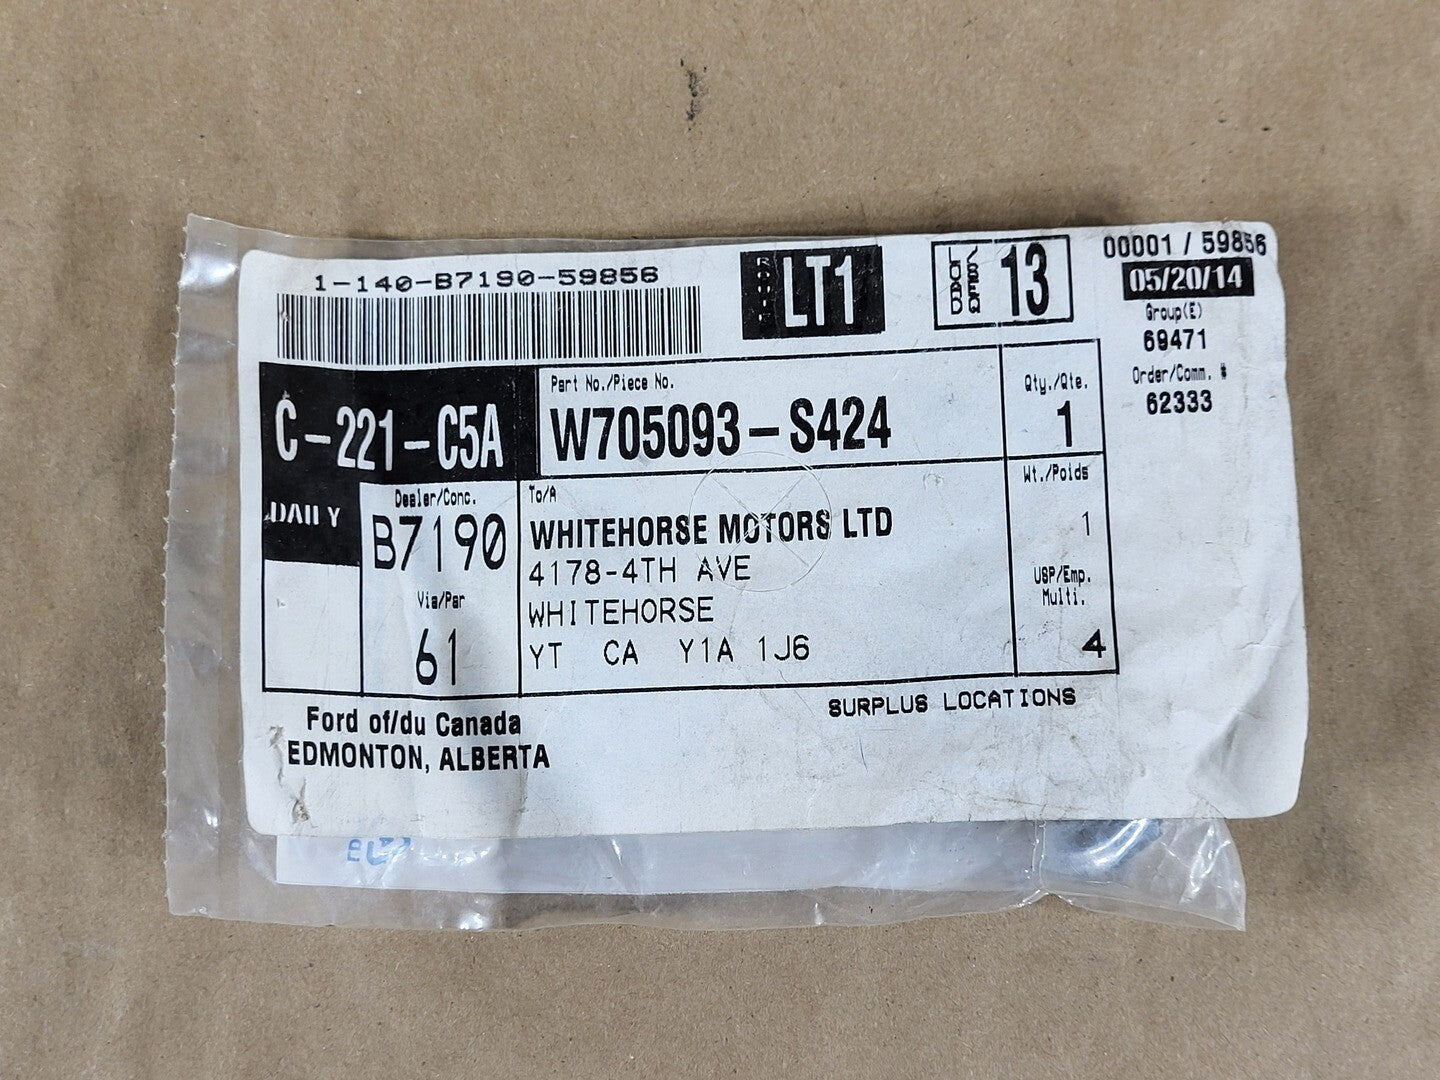 1-140-B7190-59856
ROUTE LT1
LOAD
/SEQ
13
00001 / 59856
05/20/14
Group(E)
69471
Order/Comm. #
62333
C-221-C5A
Part No./Piece No.
W705093-S424
Qty./Qte.
1
DAILY
Dealer/Conc.
B7190
Via/Par
61
To/A
WHITEHORSE MOTORS LTD
4178-4TH AVE
WHITEHORSE
YT CA Y1A 1J6
Wt./Poids
1
USP/Emp.
Multi.
4
Ford of/du Canada
EDMONTON, ALBERTA
SURPLUS LOCATIONS